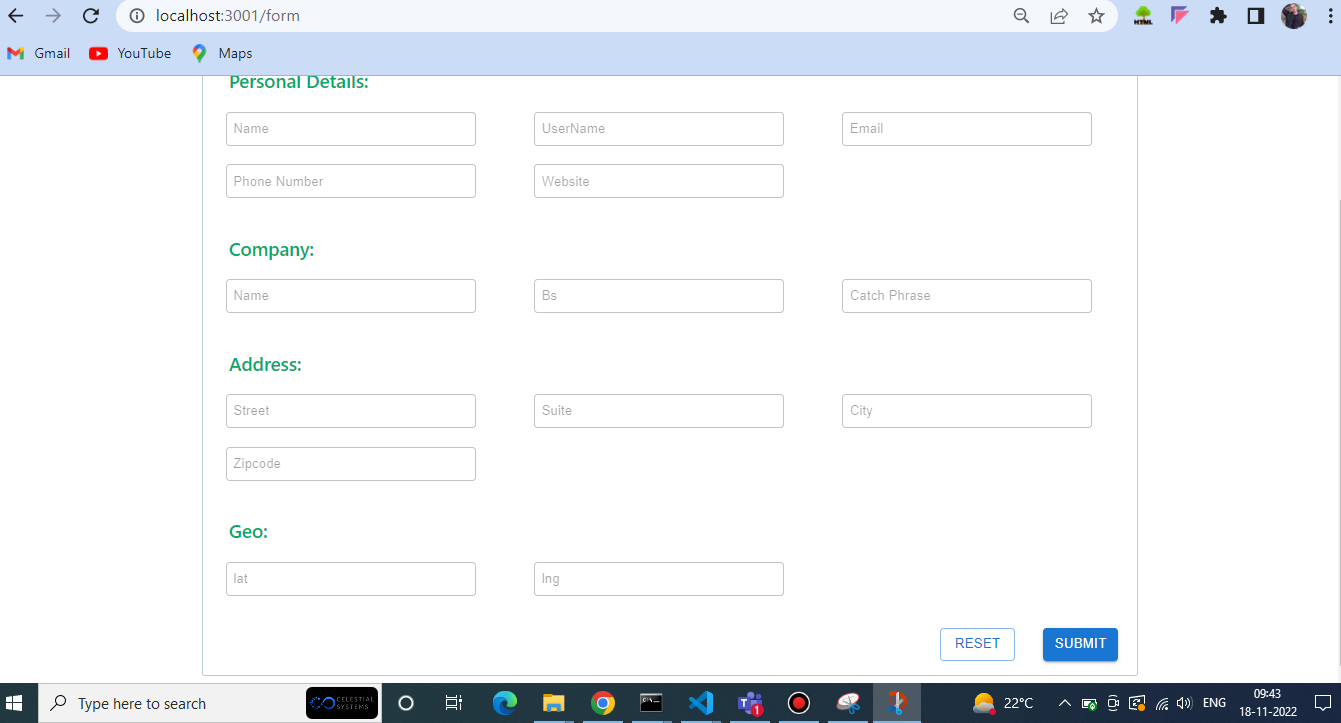 localhost:3001/form
Gmail YouTube Maps
Personal Details:
Name UserName Email
Phone Number Website
Company:
Name Bs Catch Phrase
Address:
Street Suite City
Zipcode
Geo:
lat lng
RESET SUBMIT
Type here to search CELESTIAL SYSTEMS 1 22°C ENG 09:43
18-11-2022